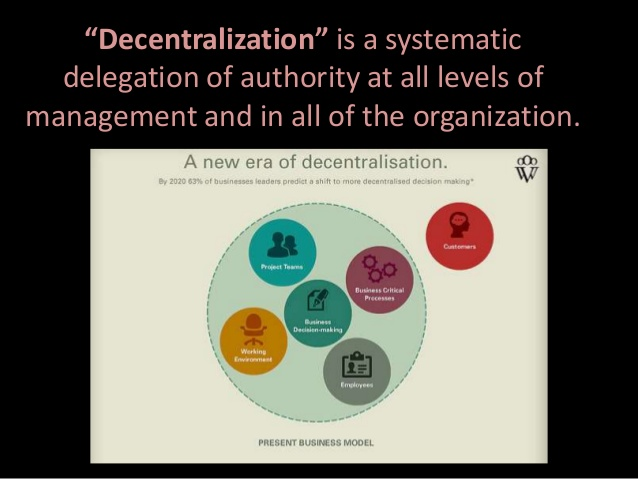 “Decentralization” is a systematic
delegation of authority at all levels of
management and in all of the organization.
A new era of decentralisation.
By 2020 63% of businesses leaders predict a shift to more decentralised decision making*
Project Teams
Customers
Business Critical
Processes
Business
Decision-making
Working
Environment
Employees
PRESENT BUSINESS MODEL